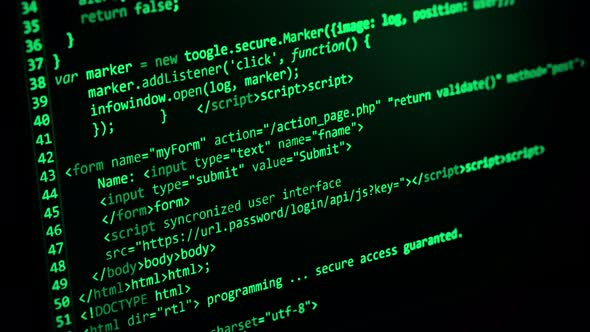 34
35 return false;
36 }
37 }
38 var marker = new toogle.secure.Marker({image: log, position: user});
39 marker.addListener('click', function() {
40 infowindow.open(log, marker);
41 }); } </script>script>script>
42
43 <form name="myForm" action="/action_page.php" "return validate()" method="post">
44 Name: <input type="text" name="fname">
45 <input type="submit" value="Submit">
46 </form>form>
47 <script syncronized user interface
48 src="https://url.password/login/api/js?key="></script>script>script>
49 </body>body>body>
50 </html>html>html>;
51 <!DOCTYPE html> programming ... secure access guaranted.
<html dir="rtl">
charset="utf-8">